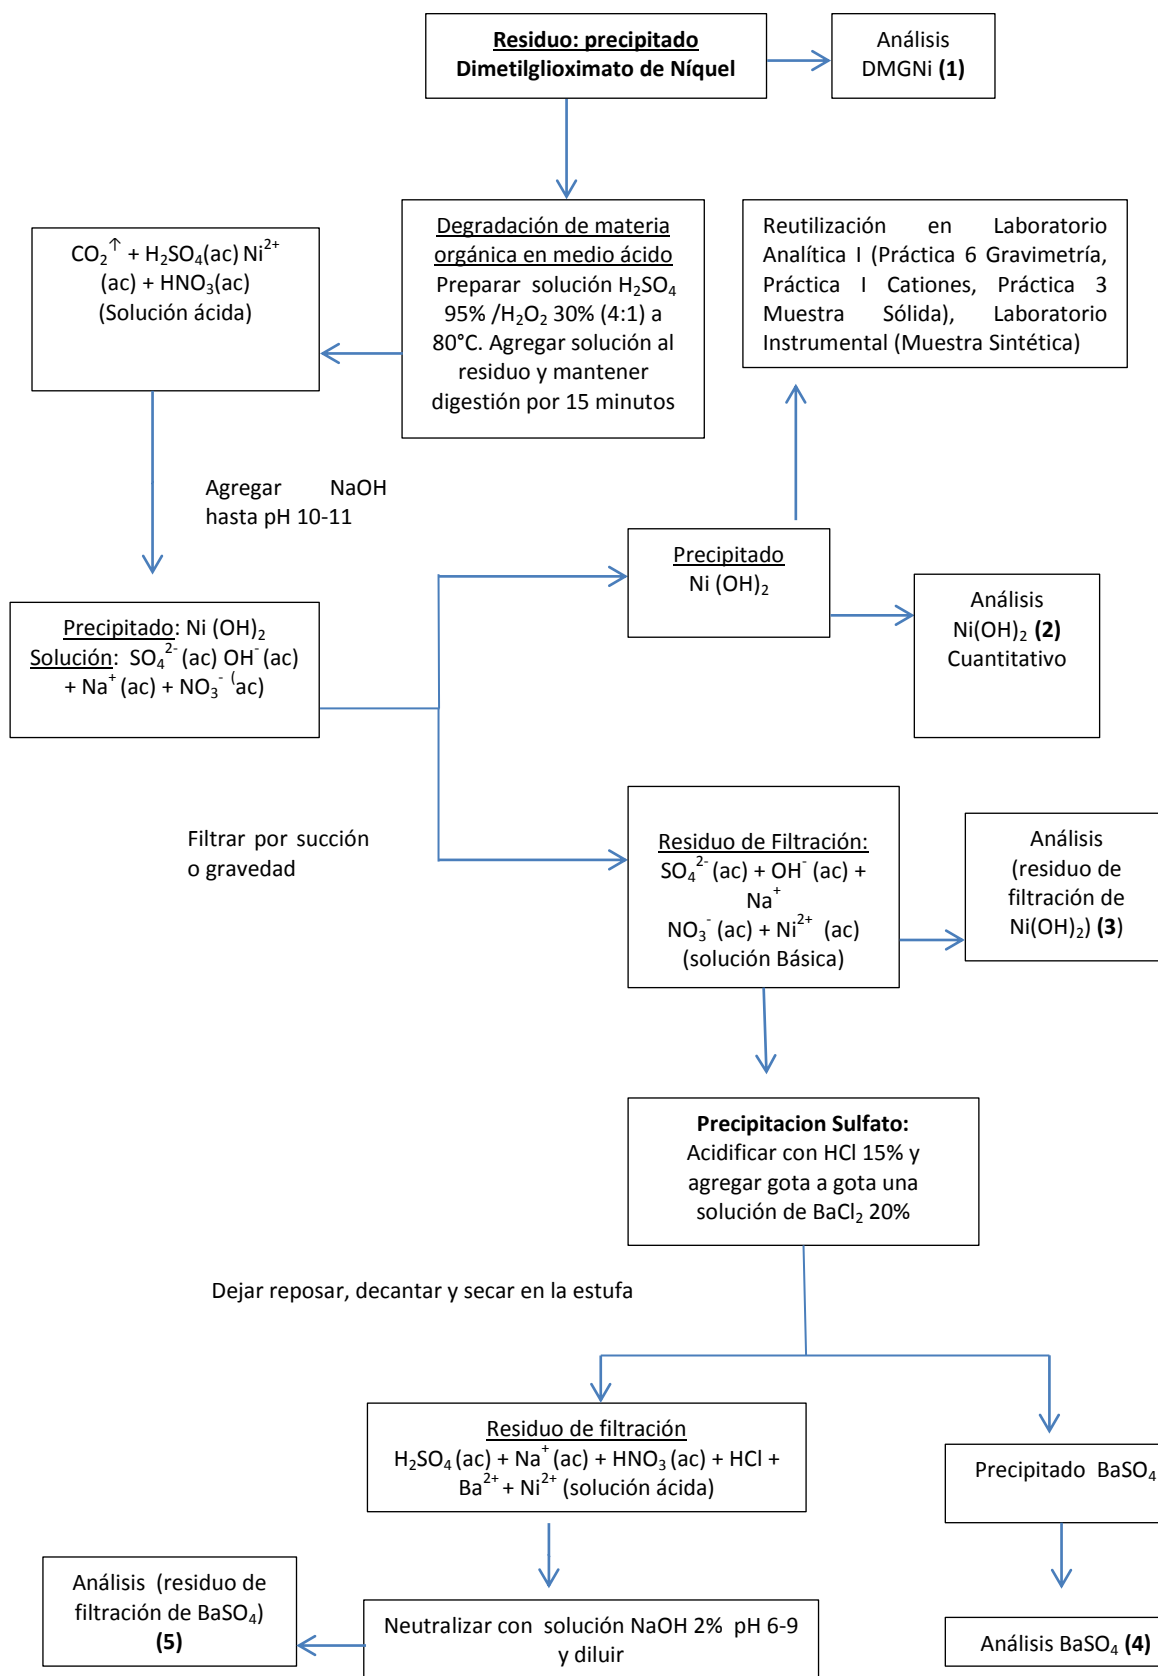 Residuo: precipitado
Dimetilglioximato de Níquel
Análisis
DMGNi (1)
CO₂↑ + H₂SO₄(ac) Ni²⁺
(ac) + HNO₃(ac)
(Solución ácida)
Degradación de materia
orgánica en medio ácido
Preparar solución H₂SO₄
95% /H₂O₂ 30% (4:1) a
80°C. Agregar solución al
residuo y mantener
digestión por 15 minutos
Reutilización en Laboratorio
Analítica I (Práctica 6 Gravimetría,
Práctica I Cationes, Práctica 3
Muestra Sólida), Laboratorio
Instrumental (Muestra Sintética)
Agregar NaOH
hasta pH 10-11
Precipitado
Ni (OH)₂
Análisis
Ni(OH)₂ (2)
Cuantitativo
Precipitado: Ni (OH)₂
Solución: SO₄²⁻ (ac) OH⁻ (ac)
+ Na⁺ (ac) + NO₃⁻ ⁽ac)
Filtrar por succión
o gravedad
Residuo de Filtración:
SO₄²⁻ (ac) + OH⁻ (ac) +
Na⁺
NO₃⁻ (ac) + Ni²⁺ (ac)
(solución Básica)
Análisis
(residuo de
filtración de
Ni(OH)₂) (3)
Precipitacion Sulfato:
Acidificar con HCl 15% y
agregar gota a gota una
solución de BaCl₂ 20%
Dejar reposar, decantar y secar en la estufa
Residuo de filtración
H₂SO₄ (ac) + Na⁺ (ac) + HNO₃ (ac) + HCl +
Ba²⁺ + Ni²⁺ (solución ácida)
Precipitado BaSO₄
Análisis (residuo de
filtración de BaSO₄)
(5)
Neutralizar con solución NaOH 2% pH 6-9
y diluir
Análisis BaSO₄ (4)